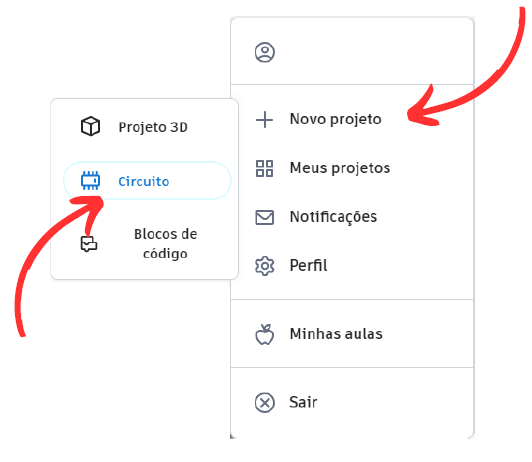 Novo projeto
Projeto 3D
Circuito
Blocos de
código
Meus projetos
Notificações
Perfil
Minhas aulas
Sair